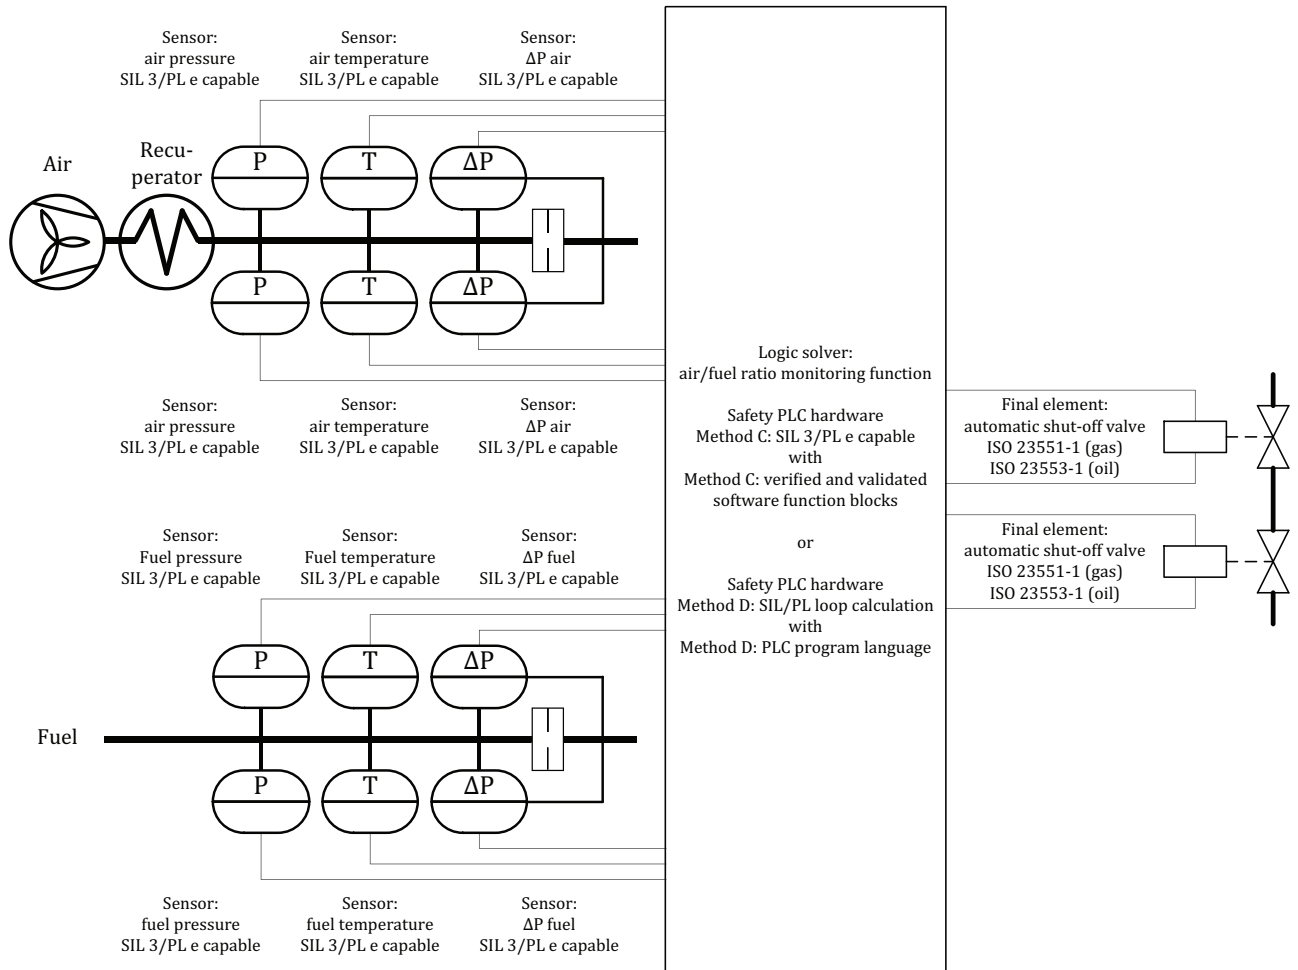 Sensor:
air pressure
SIL 3/PL e capable
Sensor:
air temperature
SIL 3/PL e capable
Sensor:
ΔP air
SIL 3/PL e capable
Air
Recu-
perator
P
T
ΔP
P
T
ΔP
Sensor:
air pressure
SIL 3/PL e capable
Sensor:
air temperature
SIL 3/PL e capable
Sensor:
ΔP air
SIL 3/PL e capable
Sensor:
Fuel pressure
SIL 3/PL e capable
Sensor:
Fuel temperature
SIL 3/PL e capable
Sensor:
ΔP fuel
SIL 3/PL e capable
P
T
ΔP
Fuel
P
T
ΔP
Sensor:
fuel pressure
SIL 3/PL e capable
Sensor:
fuel temperature
SIL 3/PL e capable
Sensor:
ΔP fuel
SIL 3/PL e capable
Logic solver:
air/fuel ratio monitoring function
Safety PLC hardware
Method C: SIL 3/PL e capable
with
Method C: verified and validated
software function blocks
or
Safety PLC hardware
Method D: SIL/PL loop calculation
with
Method D: PLC program language
Final element:
automatic shut-off valve
ISO 23551-1 (gas)
ISO 23553-1 (oil)
Final element:
automatic shut-off valve
ISO 23551-1 (gas)
ISO 23553-1 (oil)